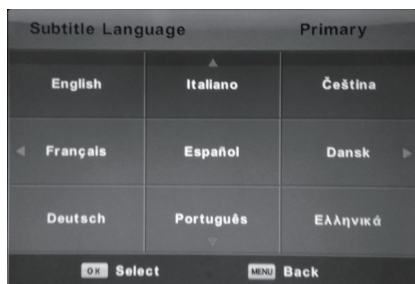 Subtitle Language Primary
English Italiano Čeština
Français Español Dansk
Deutsch Português Ελληνικά
OK Select MENU Back